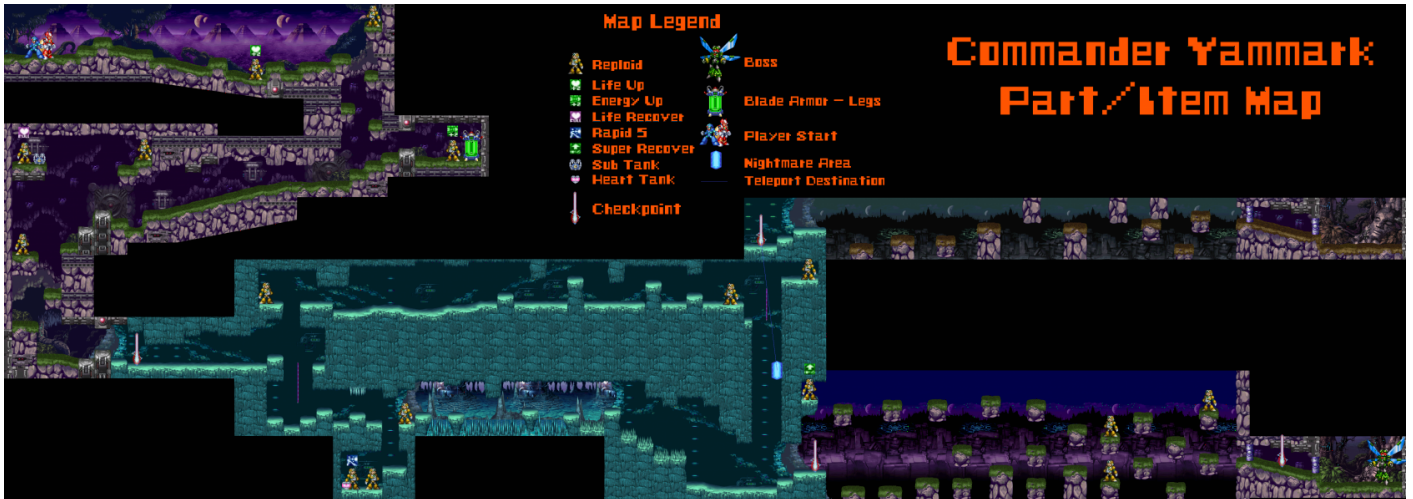 Map Legend
Reploid
Life Up
Energy Up
Life Recover
Rapid 5
Super Recover
Sub Tank
Heart Tank
Checkpoint
Boss
Blade Armor - Legs
Player Start
Nightmare Area
Teleport Destination
Commander Yammark
Part/Item Map